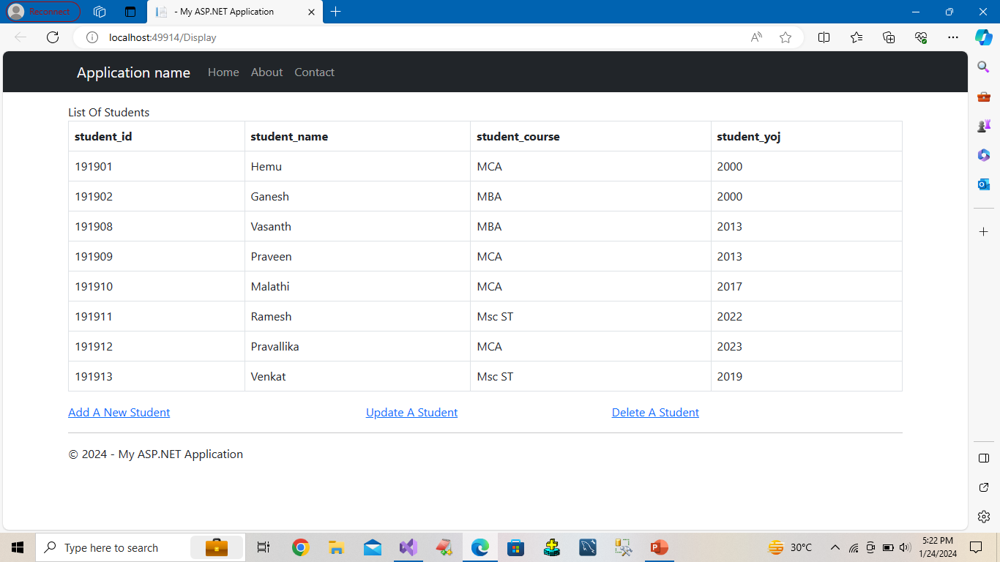 Reconnect
- My ASP.NET Application
localhost:49914/Display
Application name Home About Contact
List Of Students
student_id student_name student_course student_yoj
191901 Hemu MCA 2000
191902 Ganesh MBA 2000
191908 Vasanth MBA 2013
191909 Praveen MCA 2013
191910 Malathi MCA 2017
191911 Ramesh Msc ST 2022
191912 Pravallika MCA 2023
191913 Venkat Msc ST 2019
Add A New Student Update A Student Delete A Student
© 2024 - My ASP.NET Application
Type here to search
30°C
5:22 PM
1/24/2024